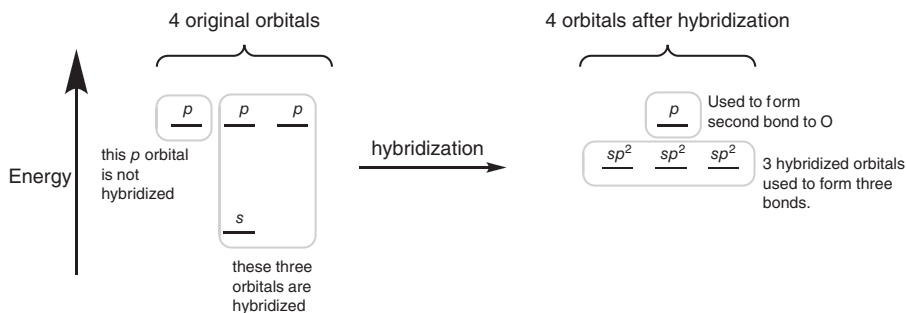 4 original orbitals
4 orbitals after hybridization
Energy
p
p p
this p orbital
is not
hybridized
s
these three
orbitals are
hybridized
hybridization
p
Used to form
second bond to O
sp² sp² sp²
3 hybridized orbitals
used to form three
bonds.